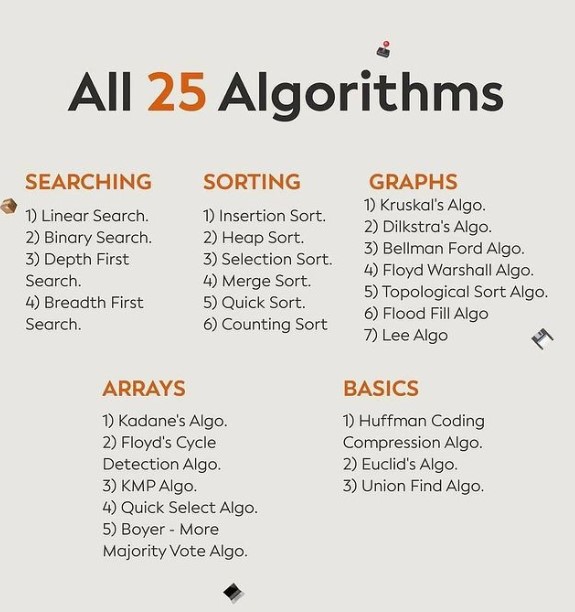 All 25 Algorithms
SEARCHING
1) Linear Search.
2) Binary Search.
3) Depth First
Search.
4) Breadth First
Search.
SORTING
1) Insertion Sort.
2) Heap Sort.
3) Selection Sort.
4) Merge Sort.
5) Quick Sort.
6) Counting Sort
GRAPHS
1) Kruskal's Algo.
2) Dilkstra's Algo.
3) Bellman Ford Algo.
4) Floyd Warshall Algo.
5) Topological Sort Algo.
6) Flood Fill Algo
7) Lee Algo
ARRAYS
1) Kadane's Algo.
2) Floyd's Cycle
Detection Algo.
3) KMP Algo.
4) Quick Select Algo.
5) Boyer - More
Majority Vote Algo.
BASICS
1) Huffman Coding
Compression Algo.
2) Euclid's Algo.
3) Union Find Algo.